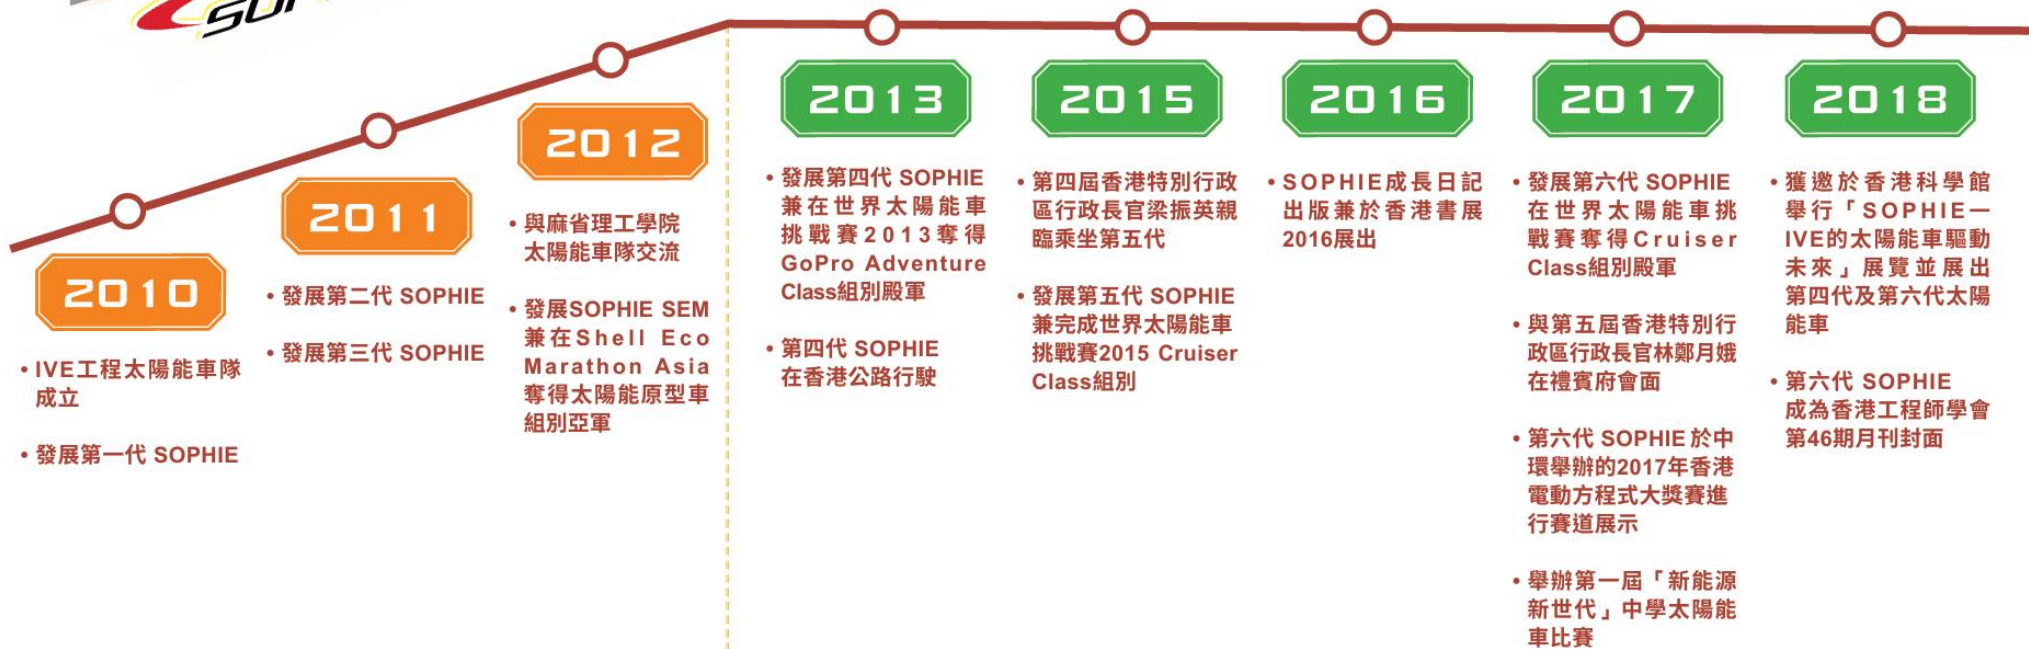 2010
• IVE工程太陽能車隊
成立
• 發展第一代 SOPHIE
2011
• 發展第二代 SOPHIE
• 發展第三代 SOPHIE
2012
• 與麻省理工學院
太陽能車隊交流
• 發展SOPHIE SEM
兼在Shell Eco
Marathon Asia
奪得太陽能原型車
組別亞軍
2013
• 發展第四代 SOPHIE
兼在世界太陽能車
挑戰賽2013奪得
GoPro Adventure
Class組別殿軍
• 第四代 SOPHIE
在香港公路行駛
2015
• 第四屆香港特別行政
區行政長官梁振英親
臨乘坐第五代
• 發展第五代 SOPHIE
兼完成世界太陽能車
挑戰賽2015 Cruiser
Class組別
2016
• SOPHIE成長日記
出版兼於香港書展
2016展出
2017
• 發展第六代 SOPHIE
在世界太陽能車挑
戰賽奪得Cruiser
Class組別殿軍
• 與第五屆香港特別行
政區行政長官林鄭月娥
在禮賓府會面
• 第六代 SOPHIE 於中
環舉辦的2017年香港
電動方程式大獎賽進
行賽道展示
• 舉辦第一屆「新能源
新世代」中學太陽能
車比賽
2018
• 獲邀於香港科學館
舉行「SOPHIE—
IVE的太陽能車驅動
未來」展覽並展出
第四代及第六代太陽
能車
• 第六代 SOPHIE
成為香港工程師學會
第46期月刊封面